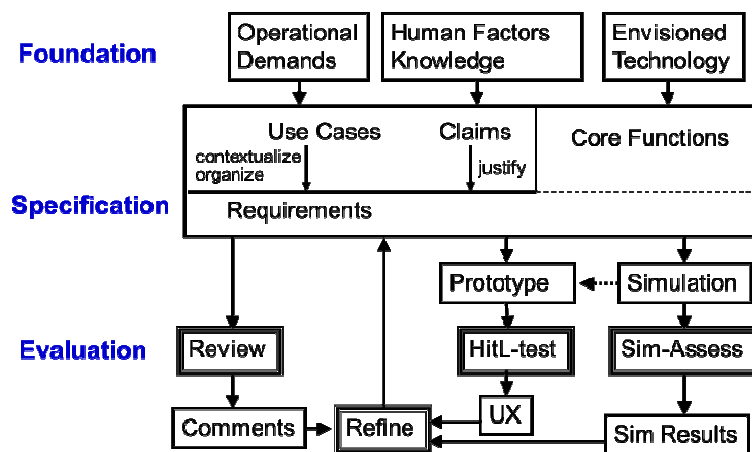 Foundation
Operational
Demands
Human Factors
Knowledge
Envisioned
Technology
Use Cases
Claims
Core Functions
contextualize
organize
justify
Specification
Requirements
Prototype
Simulation
Evaluation
Review
HitL-test
Sim-Assess
Comments
Refine
UX
Sim Results